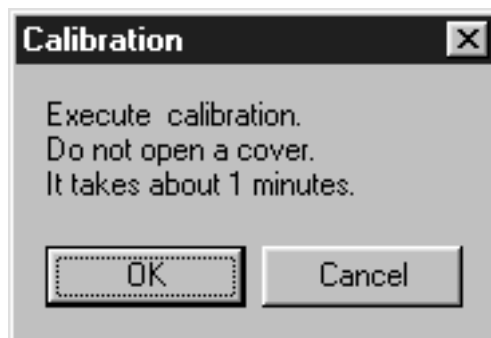 Calibration
Execute calibration.
Do not open a cover.
It takes about 1 minutes.
OK
Cancel